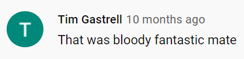 T
Tim Gastrell 10 months ago
That was bloody fantastic mate